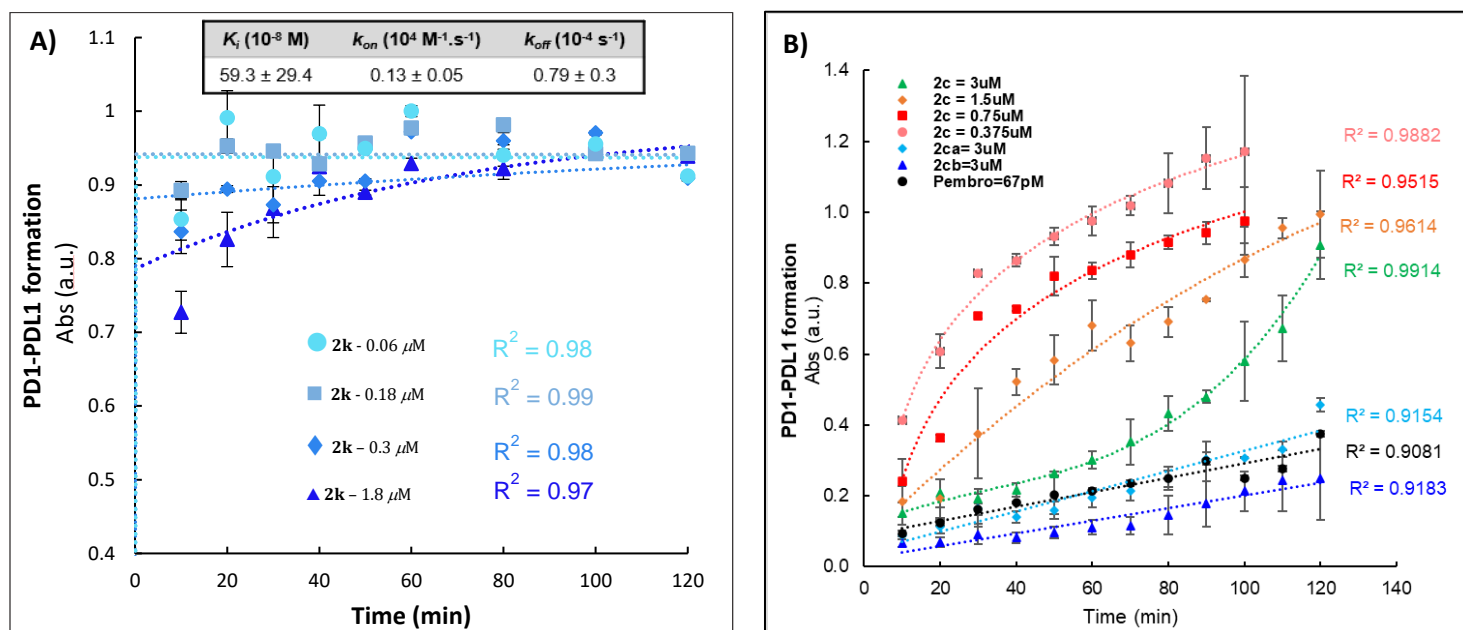 A)
Kᵢ (10⁻⁸ M) kon (10⁴ M⁻¹.s⁻¹) koff (10⁻⁴ s⁻¹)
59.3 ± 29.4 0.13 ± 0.05 0.79 ± 0.3
PD1-PDL1 formation
Abs (a.u.)
1.1
1
0.9
0.8
0.7
0.6
0.5
0.4
2k - 0.06 μM R² = 0.98
2k - 0.18 μM R² = 0.99
2k – 0.3 μM R² = 0.98
2k – 1.8 μM R² = 0.97
0 20 40 60 80 100 120
Time (min)
B)
PD1-PDL1 formation
Abs (a.u.)
1.4
1.2
1.0
0.8
0.6
0.4
0.2
0.0
2c = 3uM
2c = 1.5uM
2c = 0.75uM
2c = 0.375uM
2ca= 3uM
2cb=3uM
Pembro=67pM
R² = 0.9882
R² = 0.9515
R² = 0.9614
R² = 0.9914
R² = 0.9154
R² = 0.9081
R² = 0.9183
0 20 40 60 80 100 120 140
Time (min)